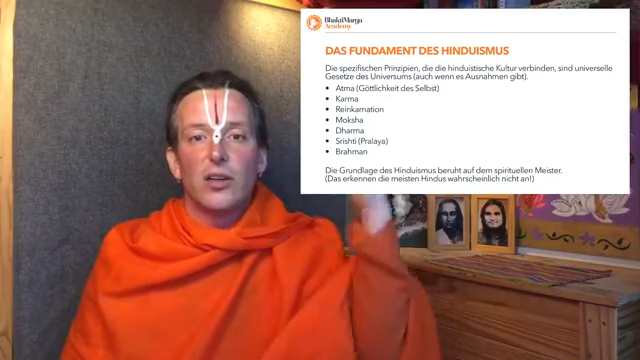 BhaktiMarga
Academy
DAS FUNDAMENT DES HINDUISMUS
Die spezifischen Prinzipien, die die hinduistische Kultur verbinden, sind universelle
Gesetze des Universums (auch wenn es Ausnahmen gibt).
• Atma (Göttlichkeit des Selbst)
• Karma
• Reinkarnation
• Moksha
• Dharma
• Srishti (Pralaya)
• Brahman
Die Grundlage des Hinduismus beruht auf dem spirituellen Meister.
(Das erkennen die meisten Hindus wahrscheinlich nicht an!)